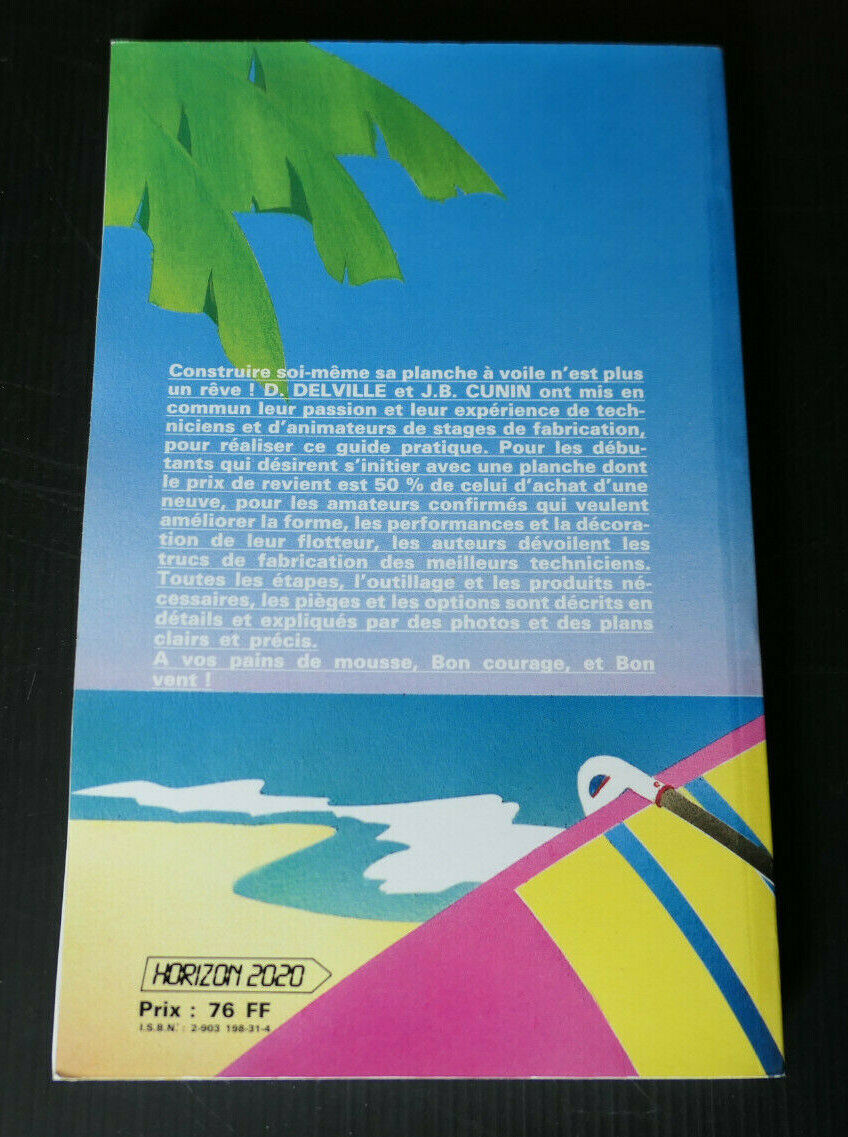 Construire soi-même sa planche à voile n'est plus
un rêve ! D. DELVILLE et J.B. CUNIN ont mis en
commun leur passion et leur expérience de tech-
niciens et d'animateurs de stages de fabrication,
pour réaliser ce guide pratique. Pour les débu-
tants qui désirent s'initier avec une planche dont
le prix de revient est 50 % de celui d'achat d'une
neuve, pour les amateurs confirmés qui veulent
améliorer la forme, les performances et la décora-
tion de leur flotteur, les auteurs dévoilent les
trucs de fabrication des meilleurs techniciens.
Toutes les étapes, l'outillage et les produits né-
cessaires, les pièges et les options sont décrits en
détails et expliqués par des photos et des plans
clairs et précis.
A vos pains de mousse, Bon courage, et Bon
vent !
HORIZON 2020
Prix : 76 FF
I.S.B.N. : 2-903 198-31-4